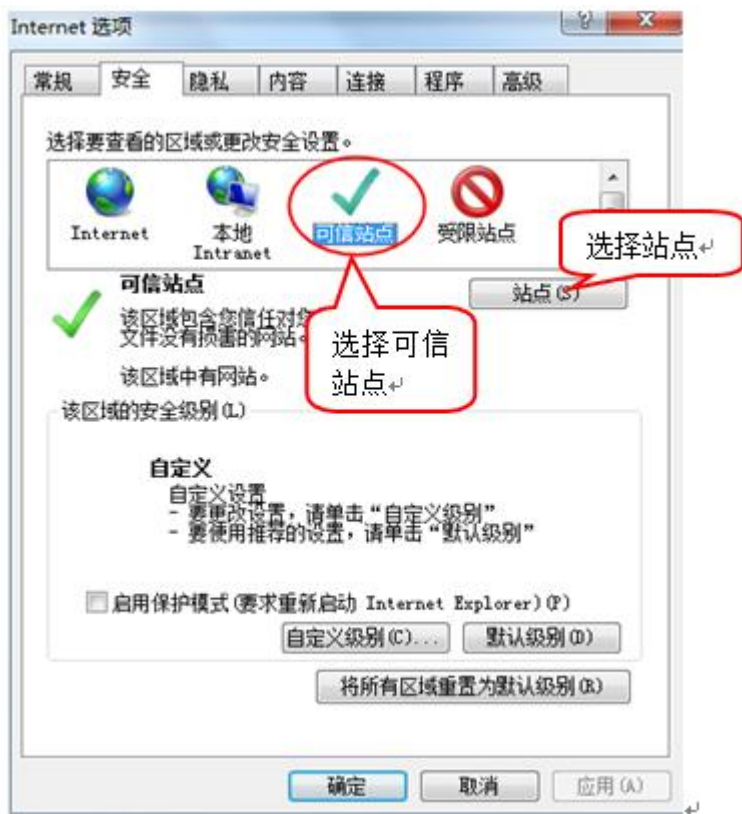 Internet 选项
常规 安全 隐私 内容 连接 程序 高级
选择要查看的区域或更改安全设置。
Internet 本地 Intranet 可信站点 受限站点
选择站点
可信站点
站点(S)
该区域包含您信任对您
文件没有损害的网站。
选择可信
站点
该区域中有网站。
该区域的安全级别(L)
自定义
自定义设置
- 要更改设置，请单击“自定义级别”
- 要使用推荐的设置，请单击“默认级别”
启用保护模式(要求重新启动 Internet Explorer)(P)
自定义级别(C)... 默认级别(D)
将所有区域重置为默认级别(R)
确定 取消 应用(A)